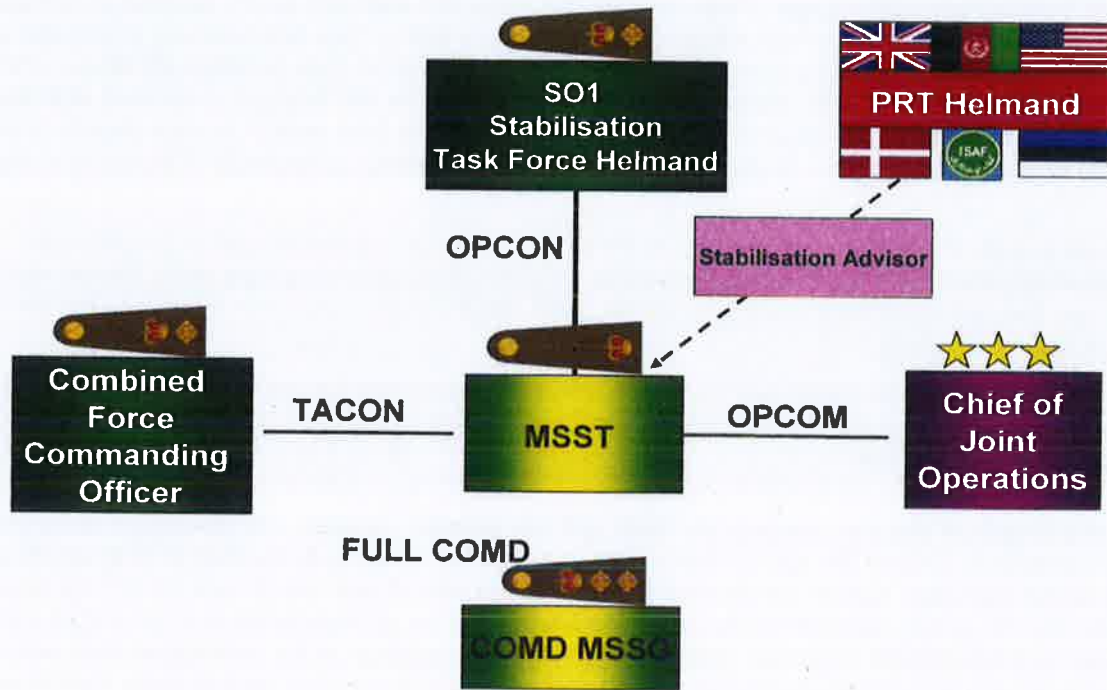 SO1
Stabilisation
Task Force Helmand
PRT Helmand
ISAF
OPCON
Stabilisation Advisor
Combined
Force
Commanding
Officer
TACON
MSST
OPCOM
Chief of
Joint
Operations
FULL COMD
COMD MSSG